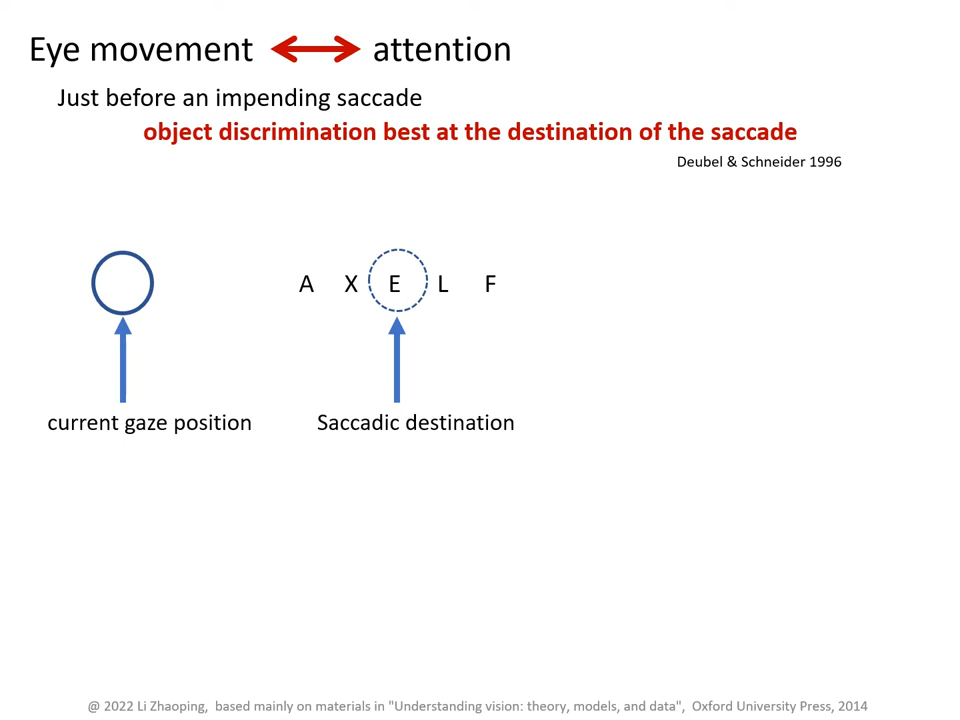 Eye movement attention
Just before an impending saccade
object discrimination best at the destination of the saccade
Deubel & Schneider 1996
A X E L F
current gaze position Saccadic destination
@ 2022 Li Zhaoping, based mainly on materials in "Understanding vision: theory, models, and data", Oxford University Press, 2014